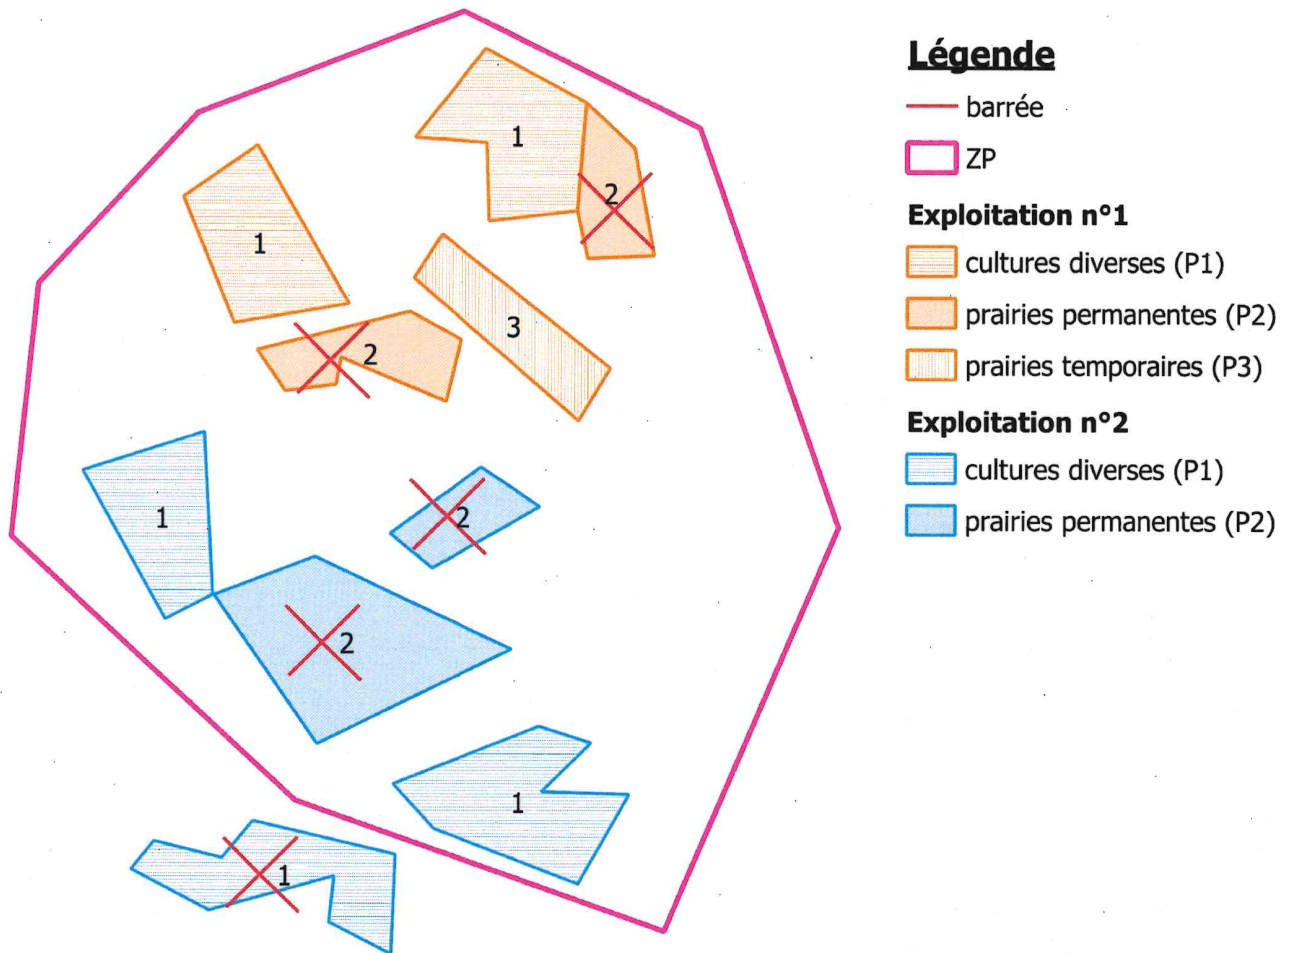 Légende
barrée
ZP
Exploitation n°1
cultures diverses (P1)
prairies permanentes (P2)
prairies temporaires (P3)
Exploitation n°2
cultures diverses (P1)
prairies permanentes (P2)
1
2
1
3
2
1
2
2
1
1